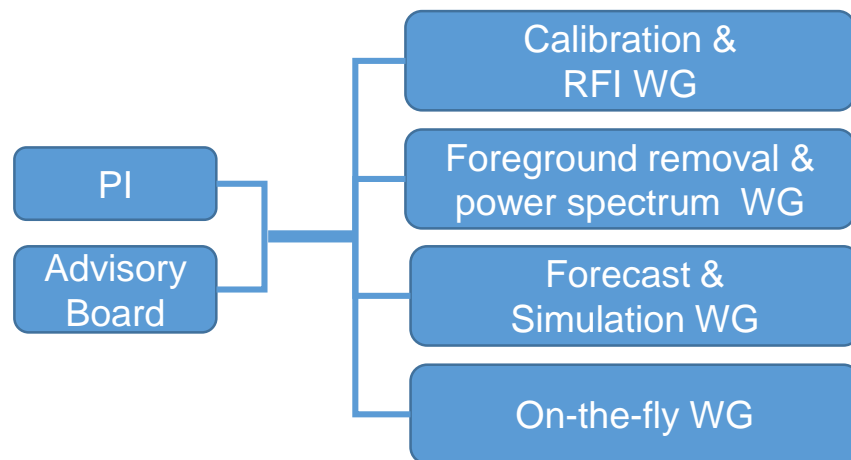 PI
Advisory
Board
Calibration &
RFI WG
Foreground removal &
power spectrum WG
Forecast &
Simulation WG
On-the-fly WG